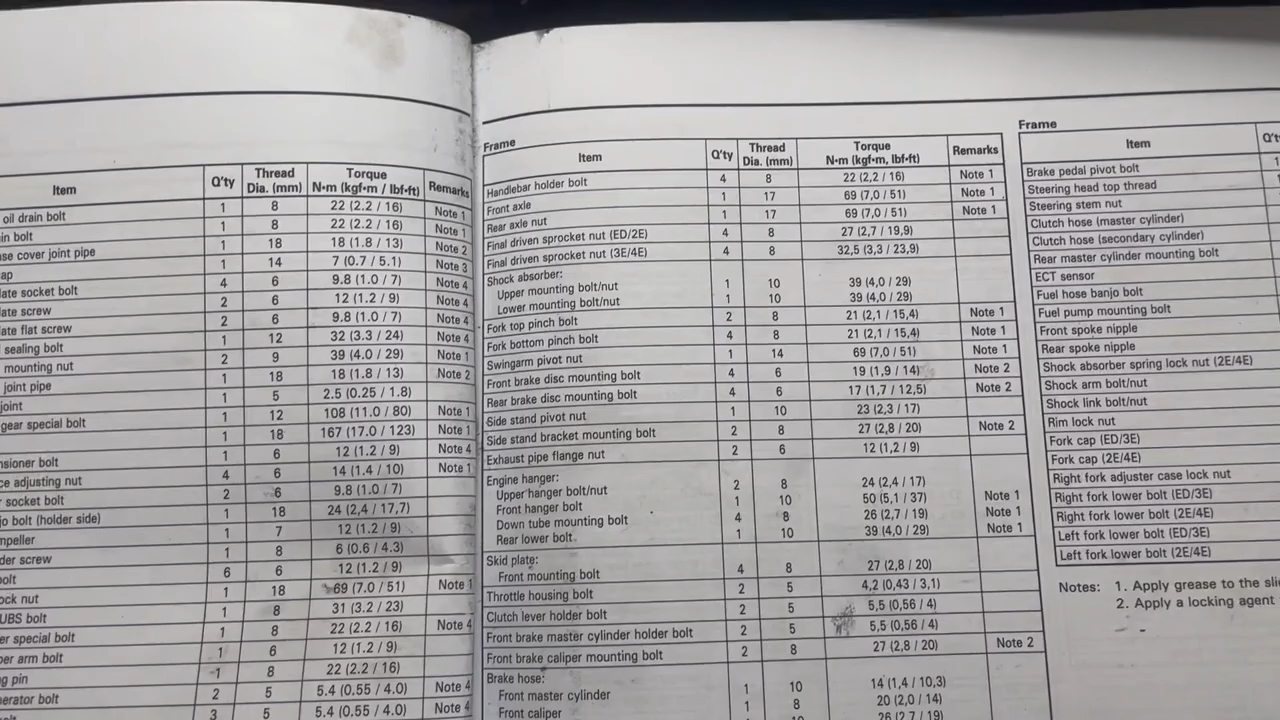 Item Q'ty Thread Dia. (mm) Torque N·m (kgf·m / lbf·ft) Remarks
oil drain bolt 1 8 22 (2.2 / 16) Note 1
in bolt 1 8 22 (2.2 / 16) Note 1
se cover joint pipe 1 18 18 (1.8 / 13) Note 2
ap 1 14 7 (0.7 / 5.1) Note 3
late socket bolt 4 6 9.8 (1.0 / 7) Note 4
late screw 2 6 12 (1.2 / 9) Note 4
late flat screw 2 6 9.8 (1.0 / 7) Note 4
sealing bolt 1 12 32 (3.3 / 24) Note 4
mounting nut 2 9 39 (4.0 / 29) Note 1
joint pipe 1 18 18 (1.8 / 13) Note 2
joint 1 5 2.5 (0.25 / 1.8)
gear special bolt 1 12 108 (11.0 / 80) Note 1
1 18 167 (17.0 / 123) Note 1
nsioner bolt 1 6 12 (1.2 / 9) Note 4
ce adjusting nut 4 6 14 (1.4 / 10) Note 1
r socket bolt 2 6 9.8 (1.0 / 7)
jo bolt (holder side) 1 18 24 (2,4 / 17,7)
mpeller 1 7 12 (1.2 / 9)
der screw 1 8 6 (0.6 / 4.3)
olt 6 6 12 (1.2 / 9)
ock nut 1 18 69 (7.0 / 51) Note 1
UBS bolt 1 8 31 (3.2 / 23)
er special bolt 1 8 22 (2.2 / 16) Note 4
er arm bolt 1 6 12 (1.2 / 9)
g pin 1 8 22 (2.2 / 16)
nerator bolt 2 5 5.4 (0.55 / 4.0) Note 4
3 5 5.4 (0.55 / 4.0) Note 4
Frame
Item Q'ty Thread Dia. (mm) Torque N•m (kgf•m, lbf•ft) Remarks
Handlebar holder bolt 4 8 22 (2,2 / 16) Note 1
Front axle 1 17 69 (7,0 / 51) Note 1
Rear axle nut 1 17 69 (7,0 / 51) Note 1
Final driven sprocket nut (ED/2E) 4 8 27 (2,7 / 19,9)
Final driven sprocket nut (3E/4E) 4 8 32,5 (3,3 / 23,9)
Shock absorber:
Upper mounting bolt/nut 1 10 39 (4,0 / 29)
Lower mounting bolt/nut 1 10 39 (4,0 / 29)
Fork top pinch bolt 2 8 21 (2,1 / 15,4) Note 1
Fork bottom pinch bolt 4 8 21 (2,1 / 15,4) Note 1
Swingarm pivot nut 1 14 69 (7,0 / 51) Note 1
Front brake disc mounting bolt 4 6 19 (1,9 / 14) Note 2
Rear brake disc mounting bolt 4 6 17 (1,7 / 12,5) Note 2
Side stand pivot nut 1 10 23 (2,3 / 17)
Side stand bracket mounting bolt 2 8 27 (2,8 / 20) Note 2
Exhaust pipe flange nut 2 6 12 (1,2 / 9)
Engine hanger:
Upper hanger bolt/nut 2 8 24 (2,4 / 17)
Front hanger bolt 1 10 50 (5,1 / 37) Note 1
Down tube mounting bolt 4 8 26 (2,7 / 19) Note 1
Rear lower bolt 1 10 39 (4,0 / 29) Note 1
Skid plate:
Front mounting bolt 4 8 27 (2,8 / 20)
Throttle housing bolt 2 5 4,2 (0,43 / 3,1)
Clutch lever holder bolt 2 5 5,5 (0,56 / 4)
Front brake master cylinder holder bolt 2 5 5,5 (0,56 / 4)
Front brake caliper mounting bolt 2 8 27 (2,8 / 20) Note 2
Brake hose:
Front master cylinder 1 10 14 (1,4 / 10,3)
Front caliper 1 8 20 (2,0 / 14)
10 26 (2,7 / 19)
Frame
Item Q't
Brake pedal pivot bolt 1
Steering head top thread
Steering stem nut
Clutch hose (master cylinder)
Clutch hose (secondary cylinder)
Rear master cylinder mounting bolt
ECT sensor
Fuel hose banjo bolt
Fuel pump mounting bolt
Front spoke nipple
Rear spoke nipple
Shock absorber spring lock nut (2E/4E)
Shock arm bolt/nut
Shock link bolt/nut
Rim lock nut
Fork cap (ED/3E)
Fork cap (2E/4E)
Right fork adjuster case lock nut
Right fork lower bolt (ED/3E)
Right fork lower bolt (2E/4E)
Left fork lower bolt (ED/3E)
Left fork lower bolt (2E/4E)
Notes: 1. Apply grease to the sli
2. Apply a locking agent